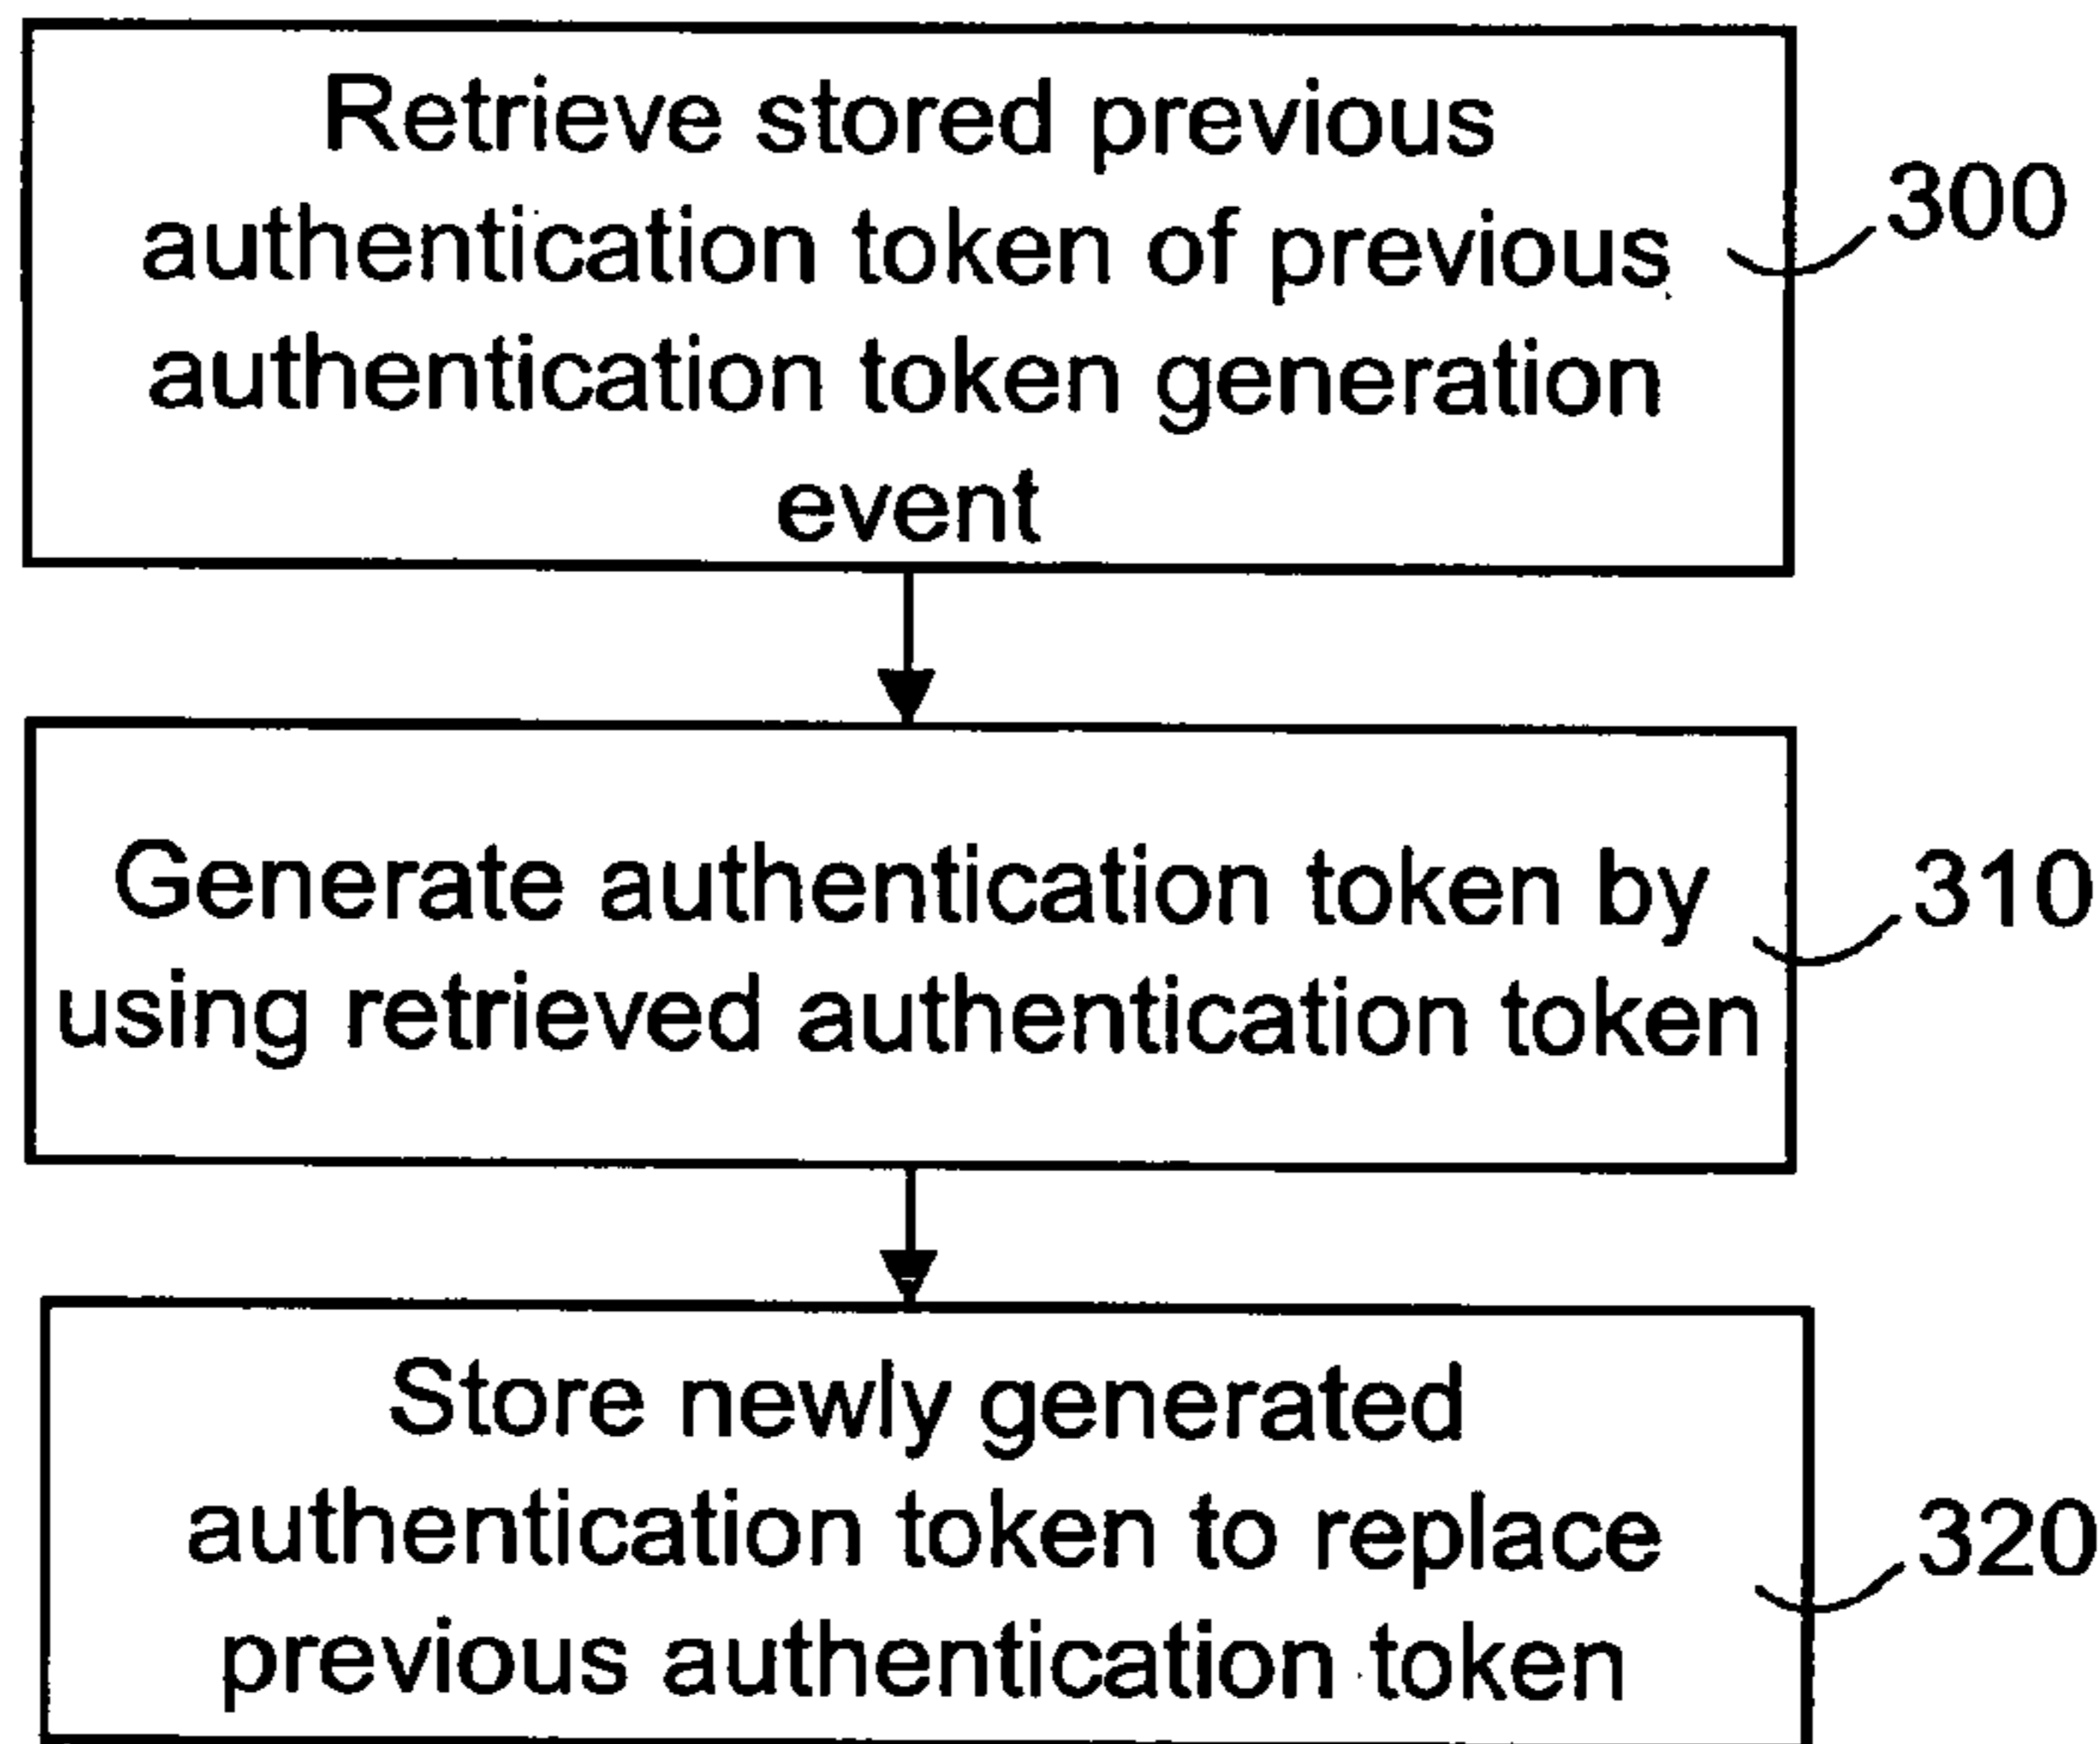 Retrieve stored previous
authentication token of previous
authentication token generation
event
300
Generate authentication token by
using retrieved authentication token
310
Store newly generated
authentication token to replace
previous authentication token
320